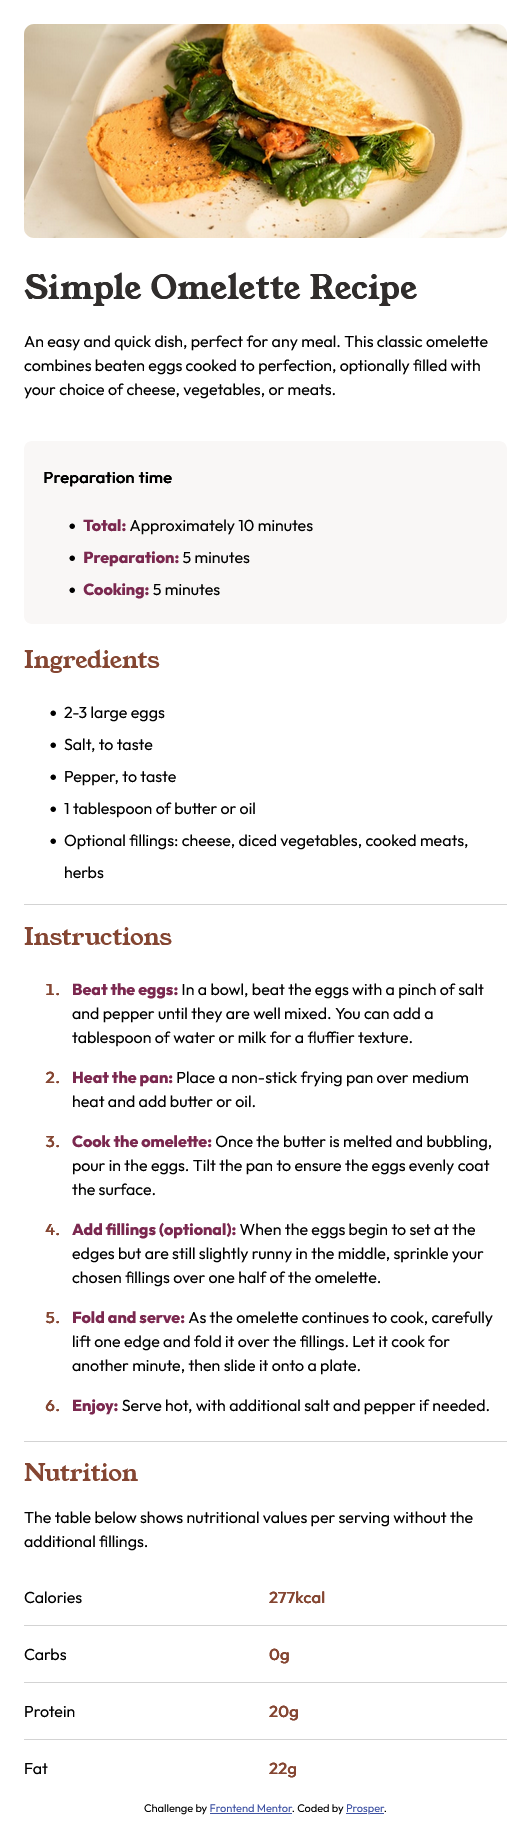 Simple Omelette Recipe
An easy and quick dish, perfect for any meal. This classic omelette
combines beaten eggs cooked to perfection, optionally filled with
your choice of cheese, vegetables, or meats.
Preparation time
• Total: Approximately 10 minutes
• Preparation: 5 minutes
• Cooking: 5 minutes
Ingredients
• 2-3 large eggs
• Salt, to taste
• Pepper, to taste
• 1 tablespoon of butter or oil
• Optional fillings: cheese, diced vegetables, cooked meats,
herbs
Instructions
1. Beat the eggs: In a bowl, beat the eggs with a pinch of salt
and pepper until they are well mixed. You can add a
tablespoon of water or milk for a fluffier texture.
2. Heat the pan: Place a non-stick frying pan over medium
heat and add butter or oil.
3. Cook the omelette: Once the butter is melted and bubbling,
pour in the eggs. Tilt the pan to ensure the eggs evenly coat
the surface.
4. Add fillings (optional): When the eggs begin to set at the
edges but are still slightly runny in the middle, sprinkle your
chosen fillings over one half of the omelette.
5. Fold and serve: As the omelette continues to cook, carefully
lift one edge and fold it over the fillings. Let it cook for
another minute, then slide it onto a plate.
6. Enjoy: Serve hot, with additional salt and pepper if needed.
Nutrition
The table below shows nutritional values per serving without the
additional fillings.
Calories 277kcal
Carbs 0g
Protein 20g
Fat 22g
Challenge by Frontend Mentor. Coded by Prosper.